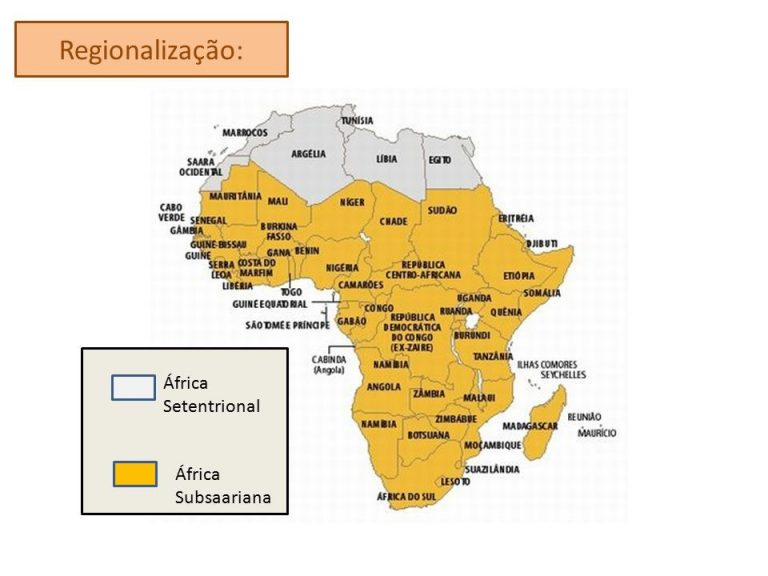 Regionalização:
TUNÍSIA
MARROCOS
ARGÉLIA
LÍBIA
EGITO
SAARA
OCIDENTAL
MAURITÂNIA
MALI
NÍGER
CHADE
SUDÃO
ERITRÉIA
CABO
VERDE
SENEGAL
GÂMBIA
BURKINA
FASSO
DJIBUTI
GUINÉ-BISSAU
GUINÉ
GANA
BENIN
SERRA
LEOA
COSTA DO
MARFIM
NIGÉRIA
REPÚBLICA
CENTRO-AFRICANA
ETIÓPIA
LIBÉRIA
TOGO
CAMARÕES
SOMÁLIA
GUINÉ EQUATORIAL
CONGO
UGANDA
RUANDA
QUÊNIA
SÃO TOMÉ E PRÍNCIPE
GABÃO
REPÚBLICA
DEMOCRÁTICA
DO CONGO
(EX-ZAIRE)
BURUNDI
CABINDA
(Angola)
TANZÂNIA
NAMÍBIA
ILHAS COMORES
SEYCHELLES
ANGOLA
ZÂMBIA
MALAUI
NAMÍBIA
ZIMBÁBUE
BOTSUANA
MADAGASCAR
REUNIÃO
MAURÍCIO
MOÇAMBIQUE
SUAZILÂNDIA
LESOTO
ÁFRICA DO SUL
África
Setentrional
África
Subsaariana